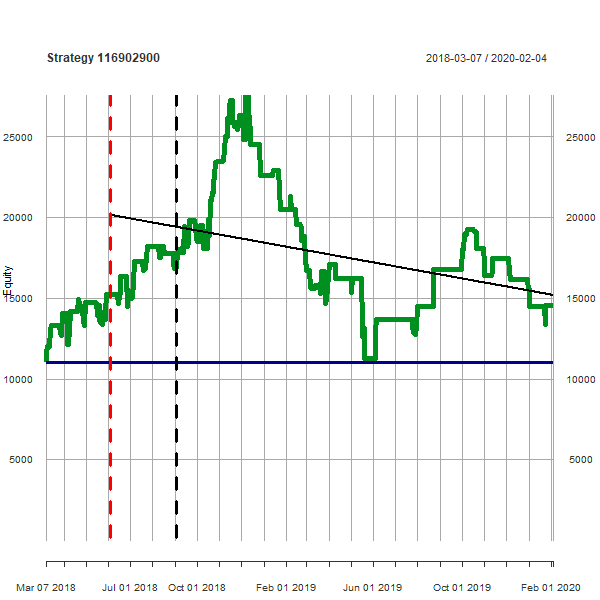 Strategy 116902900
2018-03-07 / 2020-02-04
25000
25000
20000
20000
Equity
15000
15000
10000
10000
5000
5000
Mar 07 2018
Jul 01 2018
Oct 01 2018
Feb 01 2019
Jun 01 2019
Oct 01 2019
Feb 01 2020